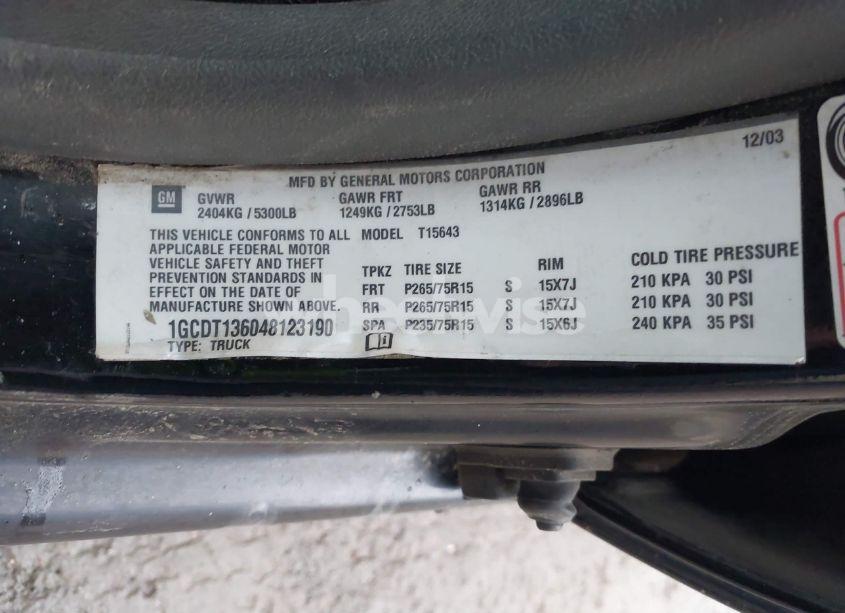 12/03
MFD BY GENERAL MOTORS CORPORATION
GM GVWR GAWR FRT GAWR RR
2404KG / 5300LB 1249KG / 2753LB 1314KG / 2896LB
THIS VEHICLE CONFORMS TO ALL MODEL T15643
APPLICABLE FEDERAL MOTOR
VEHICLE SAFETY AND THEFT
PREVENTION STANDARDS IN
EFFECT ON THE DATE OF
MANUFACTURE SHOWN ABOVE.
1GCDT136048123190
TYPE: TRUCK
TPKZ TIRE SIZE RIM COLD TIRE PRESSURE
FRT P265/75R15 S 15X7J 210 KPA 30 PSI
RR P265/75R15 S 15X7J 210 KPA 30 PSI
SPA P235/75R15 S 15X6J 240 KPA 35 PSI